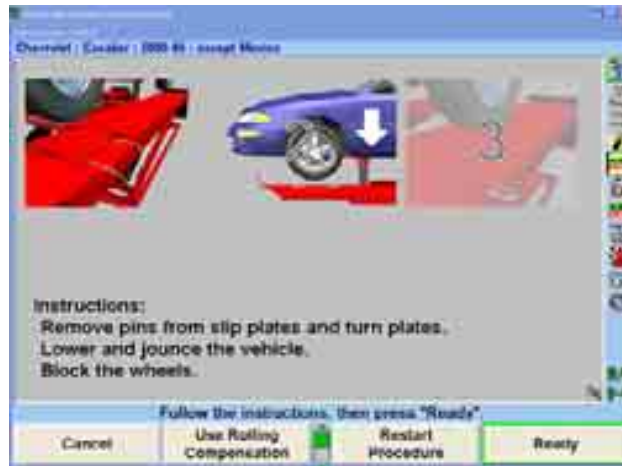 Chevrolet : Cavalier : 2000-05 : except Mexico
3
Instructions:
Remove pins from slip plates and turn plates.
Lower and jounce the vehicle.
Block the wheels.
Follow the instructions, then press "Ready".
Cancel
Use Rolling
Compensation
Restart
Procedure
Ready